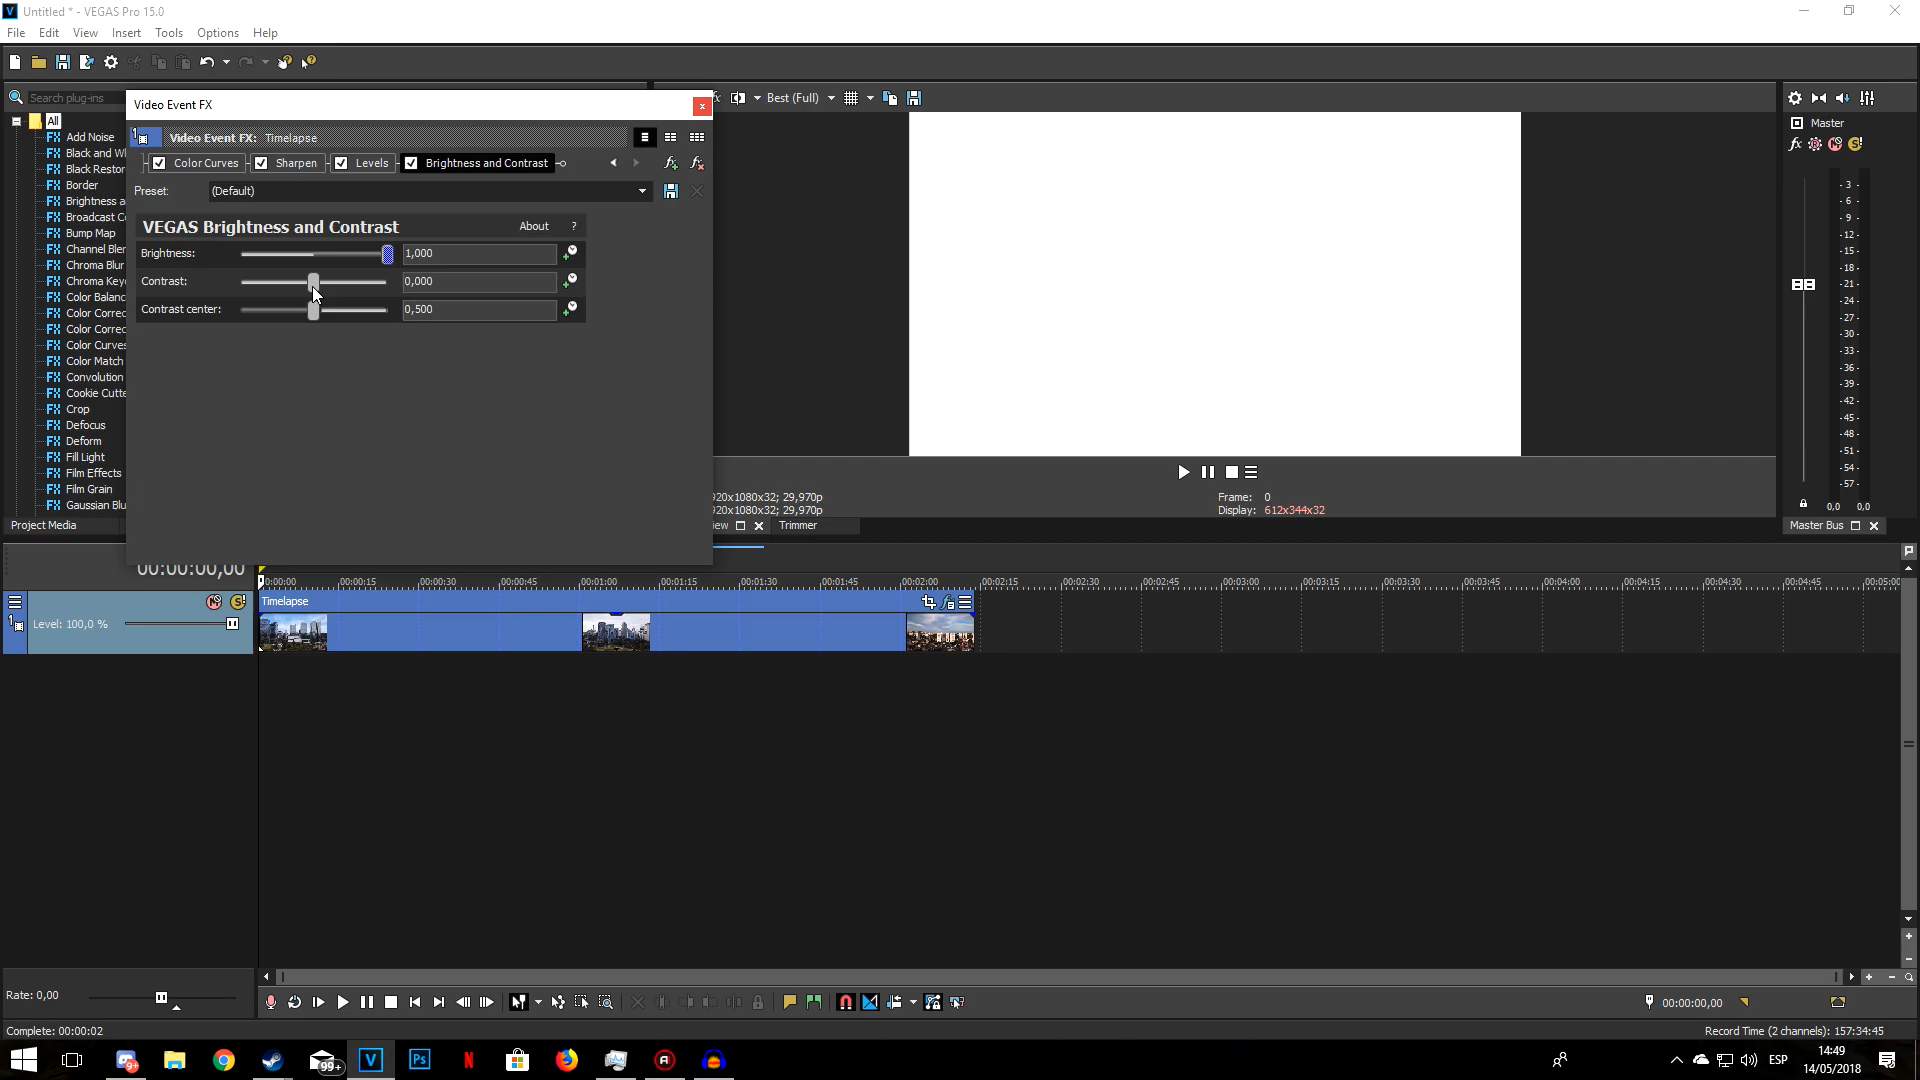 Untitled * - VEGAS Pro 15.0
File Edit View Insert Tools Options Help
Search plug-ins
All
Add Noise
Black and Wh
Black Restor
Border
Brightness a
Broadcast C
Bump Map
Channel Blen
Chroma Blur
Chroma Key
Color Balanc
Color Correc
Color Correc
Color Curves
Color Match
Convolution
Cookie Cutte
Crop
Defocus
Deform
Fill Light
Film Effects
Film Grain
Gaussian Blu
Project Media
Video Event FX
Video Event FX: Timelapse
Color Curves Sharpen Levels Brightness and Contrast
Preset: (Default)
VEGAS Brightness and Contrast About ?
Brightness: 1,000
Contrast: 0,000
Contrast center: 0,500
Best (Full)
20x1080x32; 29,970p
20x1080x32; 29,970p
Frame: 0
Display: 612x344x32
iew Trimmer
Master
-3-
-6-
-9-
-12-
-15-
-18-
-21-
-24-
-27-
-30-
-33-
-36-
-39-
-42-
-45-
-48-
-51-
-54-
-57-
0,0 0,0
Master Bus
00:00:00,00
0:00:00 00:00:15 00:00:30 00:00:45 00:01:00 00:01:15 00:01:30 00:01:45 00:02:00 00:02:15 00:02:30 00:02:45 00:03:00 00:03:15 00:03:30 00:03:45 00:04:00 00:04:15 00:04:30 00:04:45 00:05:00
Timelapse
1 Level: 100,0 %
Rate: 0,00
00:00:00,00
Complete: 00:00:02
Record Time (2 channels): 157:34:45
9+ 99+ V Ps N
ESP
14:49
14/05/2018